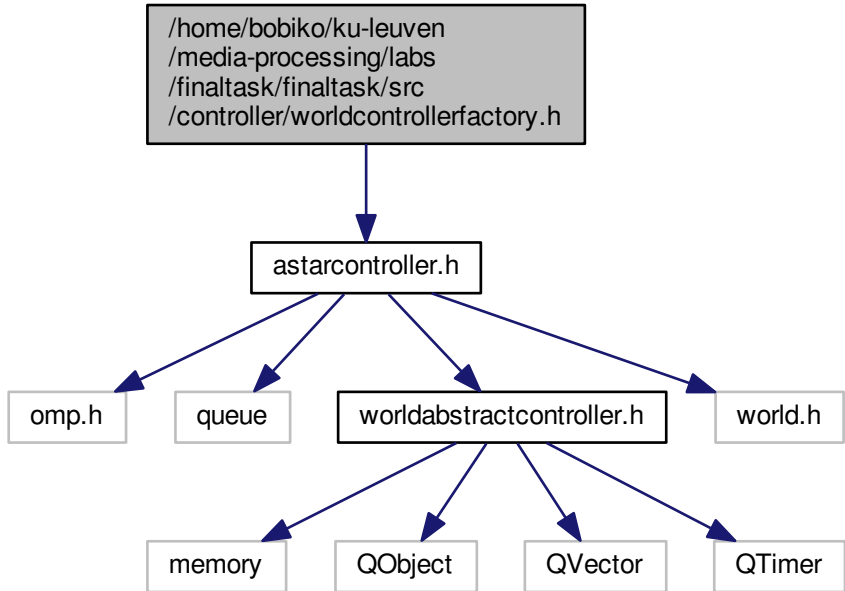 /home/bobiko/ku-leuven
/media-processing/labs
/finaltask/finaltask/src
/controller/worldcontrollerfactory.h
astarcontroller.h
omp.h
queue
worldabstractcontroller.h
world.h
memory
QObject
QVector
QTimer